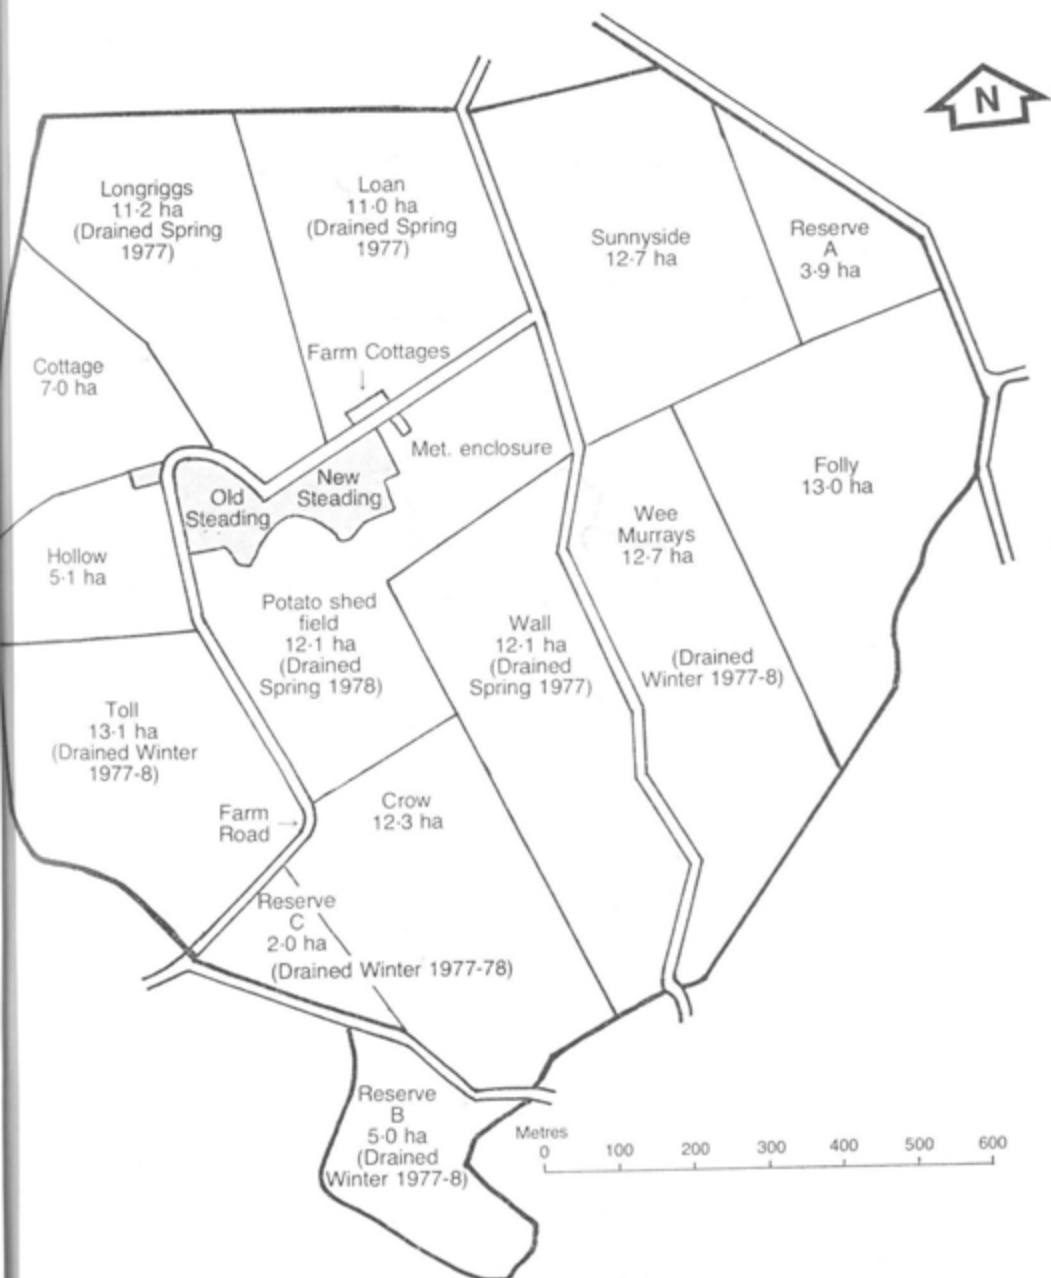 N
Longriggs
11·2 ha
(Drained Spring
1977)
Loan
11·0 ha
(Drained Spring
1977)
Sunnyside
12·7 ha
Reserve
A
3·9 ha
Cottage
7·0 ha
Farm Cottages
Met. enclosure
New
Steading
Old
Steading
Folly
13·0 ha
Wee
Murrays
12·7 ha
(Drained
Winter 1977-8)
Hollow
5·1 ha
Potato shed
field
12·1 ha
(Drained
Spring 1978)
Wall
12·1 ha
(Drained
Spring 1977)
Toll
13·1 ha
(Drained Winter
1977-8)
Farm
Road
Crow
12·3 ha
Reserve
C
2·0 ha
(Drained Winter 1977-78)
Reserve
B
5·0 ha
(Drained
Winter 1977-8)
Metres
0 100 200 300 400 500 600